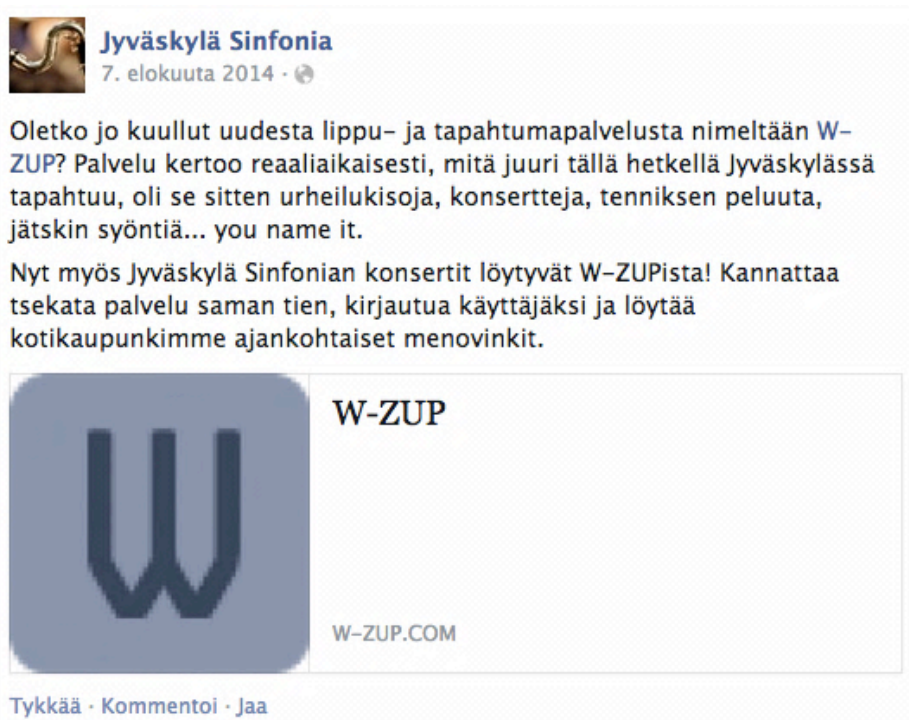 Jyväskylä Sinfonia
7. elokuuta 2014 ·
Oletko jo kuullut uudesta lippu- ja tapahtumapalvelusta nimeltään W-
ZUP? Palvelu kertoo reaaliaikaisesti, mitä juuri tällä hetkellä Jyväskylässä
tapahtuu, oli se sitten urheilukisoja, konsertteja, tenniksen peluuta,
jätskin syöntiä... you name it.
Nyt myös Jyväskylä Sinfonian konsertit löytyvät W-ZUPista! Kannattaa
tsekata palvelu saman tien, kirjautua käyttäjäksi ja löytää
kotikaupunkimme ajankohtaiset menovinkit.
W
W-ZUP
W-ZUP.COM
Tykkää · Kommentoi · Jaa